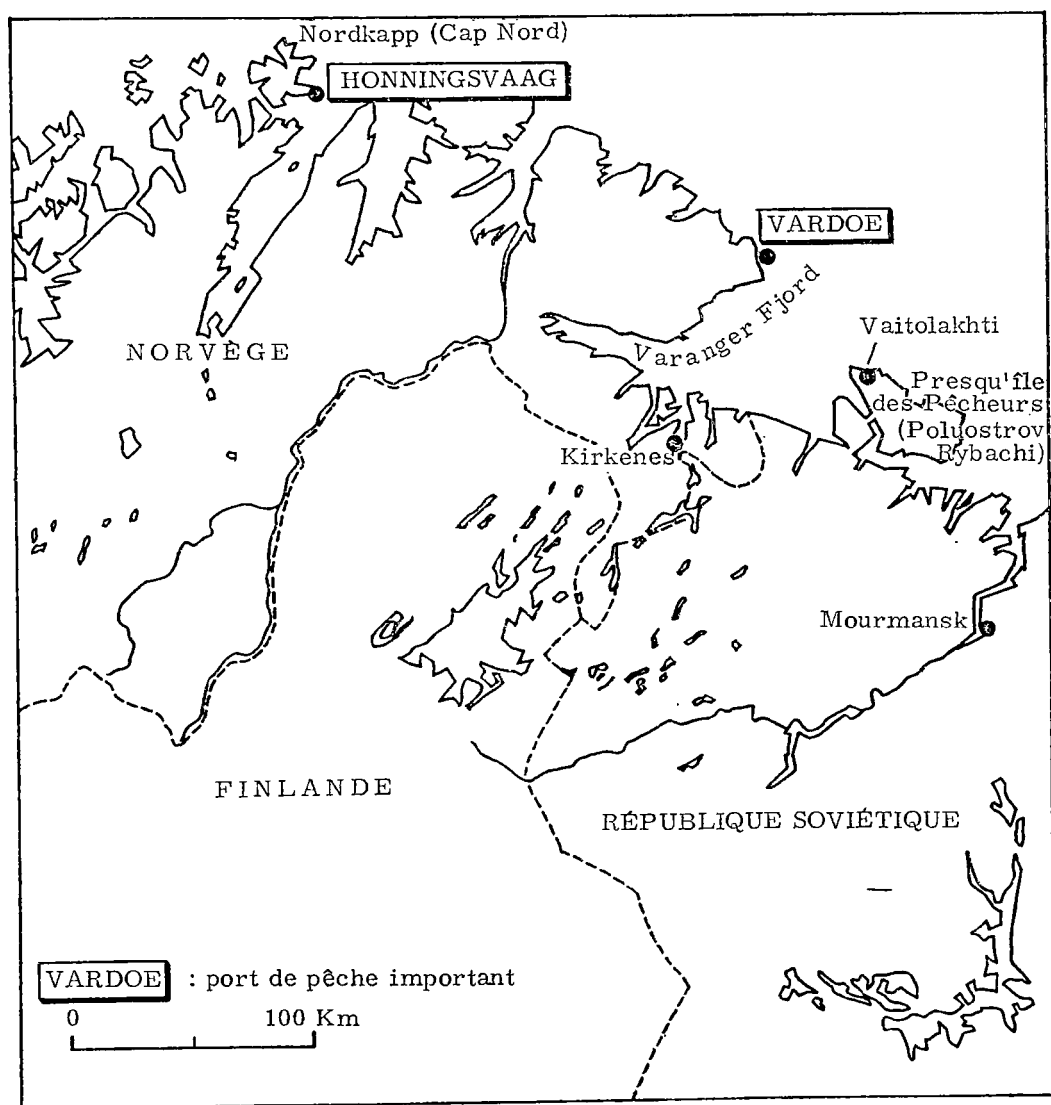 Nordkapp (Cap Nord)
HONNINGSVAAG
VARDOE
Varanger Fjord
Vaitolakhti
NORVÈGE
Presqu'île
des Pêcheurs
(Poluostrov
Rybachi)
Kirkenes
Mourmansk
FINLANDE
RÉPUBLIQUE SOVIÉTIQUE
VARDOE : port de pêche important
0 100 Km